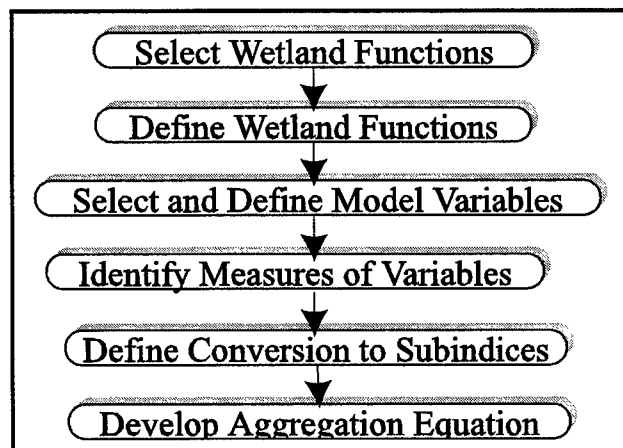 Select Wetland Functions
Define Wetland Functions
Select and Define Model Variables
Identify Measures of Variables
Define Conversion to Subindices
Develop Aggregation Equation